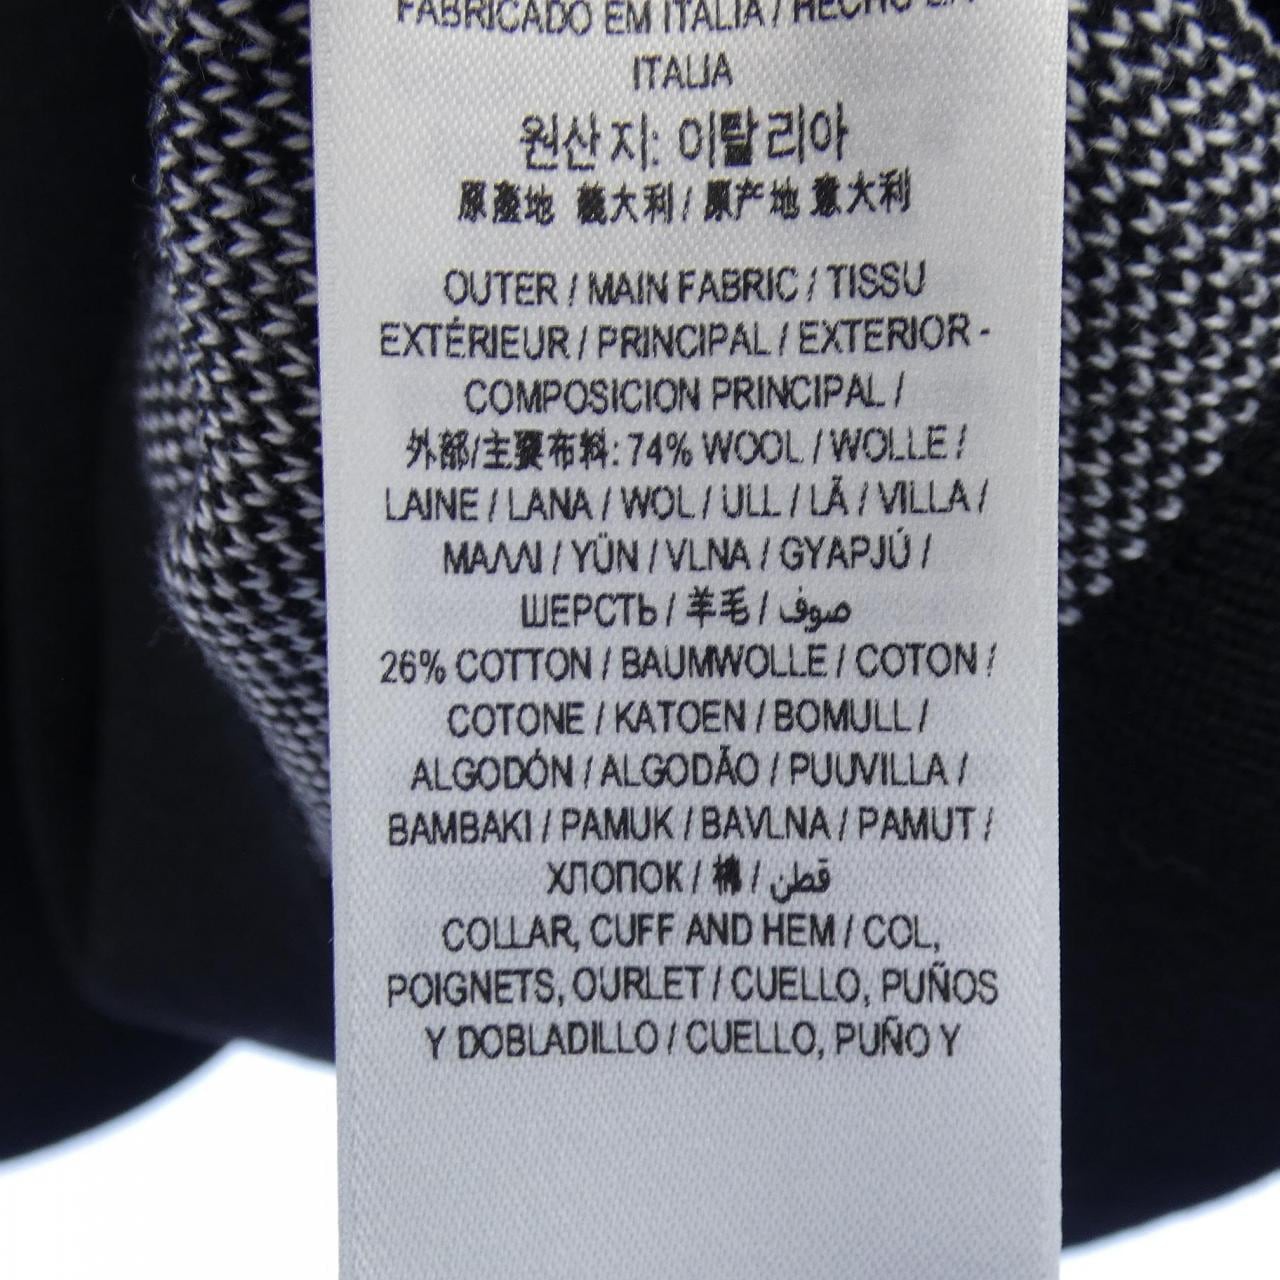 FABRICADO EM ITALIA / HECHO EN
ITALIA
원산지: 이탈리아
原產地 義大利 / 原产地 意大利
OUTER / MAIN FABRIC / TISSU
EXTÉRIEUR / PRINCIPAL / EXTERIOR -
COMPOSICION PRINCIPAL /
外部/主要布料: 74% WOOL / WOLLE /
LAINE / LANA / WOL / ULL / LÃ / VILLA /
ΜΑΛΛΙ / YÜN / VLNA / GYAPJÚ /
ШЕРСТЬ / 羊毛 / صوف
26% COTTON / BAUMWOLLE / COTON /
COTONE / KATOEN / BOMULL /
ALGODÓN / ALGODÃO / PUUVILLA /
BAMBAKI / PAMUK / BAVLNA / PAMUT /
ХЛОПОК / 棉 / قطن
COLLAR, CUFF AND HEM / COL,
POIGNETS, OURLET / CUELLO, PUÑOS
Y DOBLADILLO / CUELLO, PUÑO Y